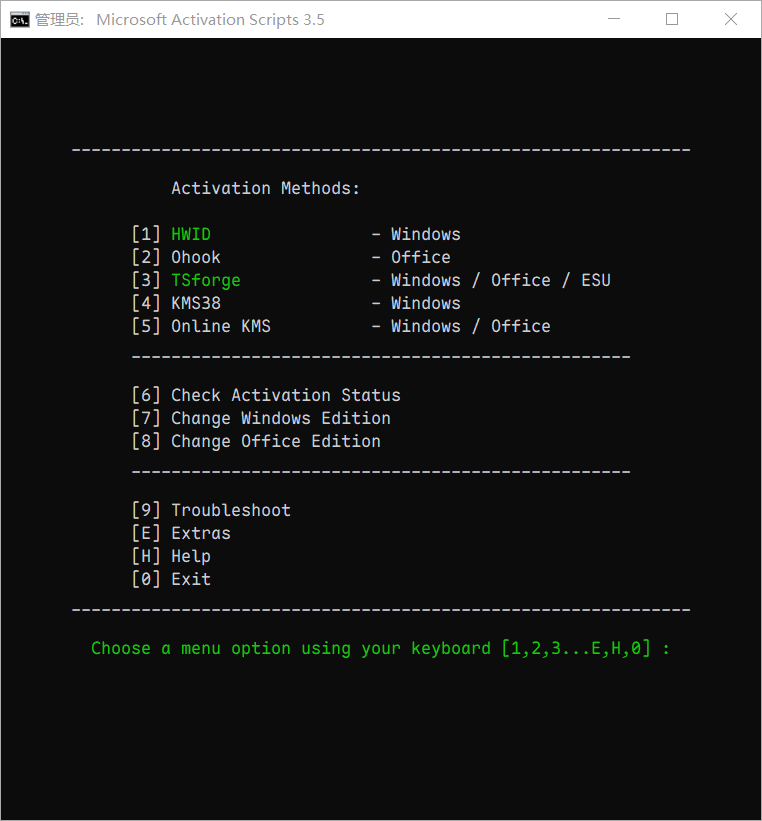 管理员: Microsoft Activation Scripts 3.5
Activation Methods:
[1] HWID - Windows
[2] Ohook - Office
[3] TSforge - Windows / Office / ESU
[4] KMS38 - Windows
[5] Online KMS - Windows / Office
[6] Check Activation Status
[7] Change Windows Edition
[8] Change Office Edition
[9] Troubleshoot
[E] Extras
[H] Help
[0] Exit
Choose a menu option using your keyboard [1,2,3...E,H,0] :